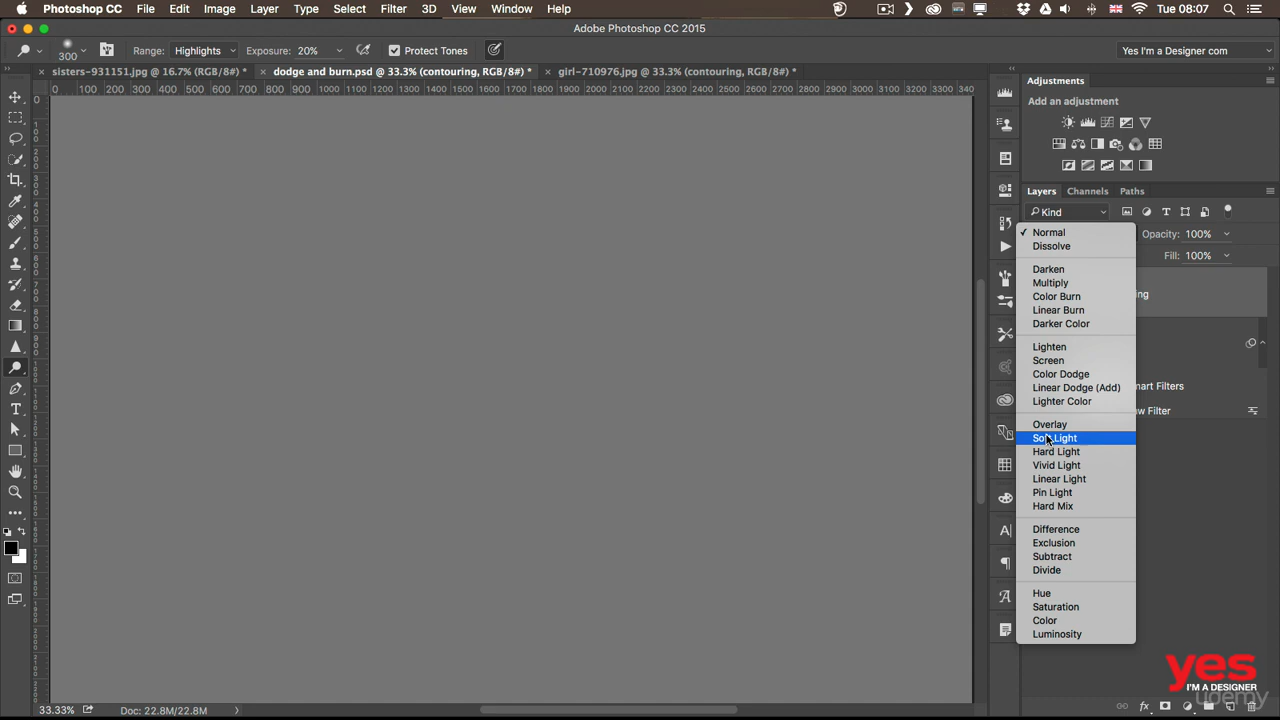 Photoshop CC File Edit Image Layer Type Select Filter 3D View Window Help Tue 08:07
Adobe Photoshop CC 2015
300 Range: Highlights Exposure: 20% Protect Tones Yes I'm a Designer com
sisters-931151.jpg @ 16.7% (RGB/8#) * dodge and burn.psd @ 33.3% (contouring, RGB/8#) * girl-710976.jpg @ 33.3% (contouring, RGB/8#) *
Adjustments
0 100 200 300 400 500 600 700 800 900 1000 1100 1200 1300 1400 1500 1600 1700 1800 1900 2000 2100 2200 2300 2400 2500 2600 2700 2800 2900 3000 3100 3200 3300 340
Add an adjustment
Layers Channels Paths
Kind
Normal Opacity: 100%
Dissolve
Fill: 100%
Darken
Multiply
Color Burn
Linear Burn
Darker Color
Lighten
Screen
Color Dodge
Linear Dodge (Add)
Lighter Color
Overlay
Soft Light
Hard Light
Vivid Light
Linear Light
Pin Light
Hard Mix
Difference
Exclusion
Subtract
Divide
Hue
Saturation
Color
Luminosity
yes
I'M A DESIGNER
udemy
33.33% Doc: 22.8M/22.8M